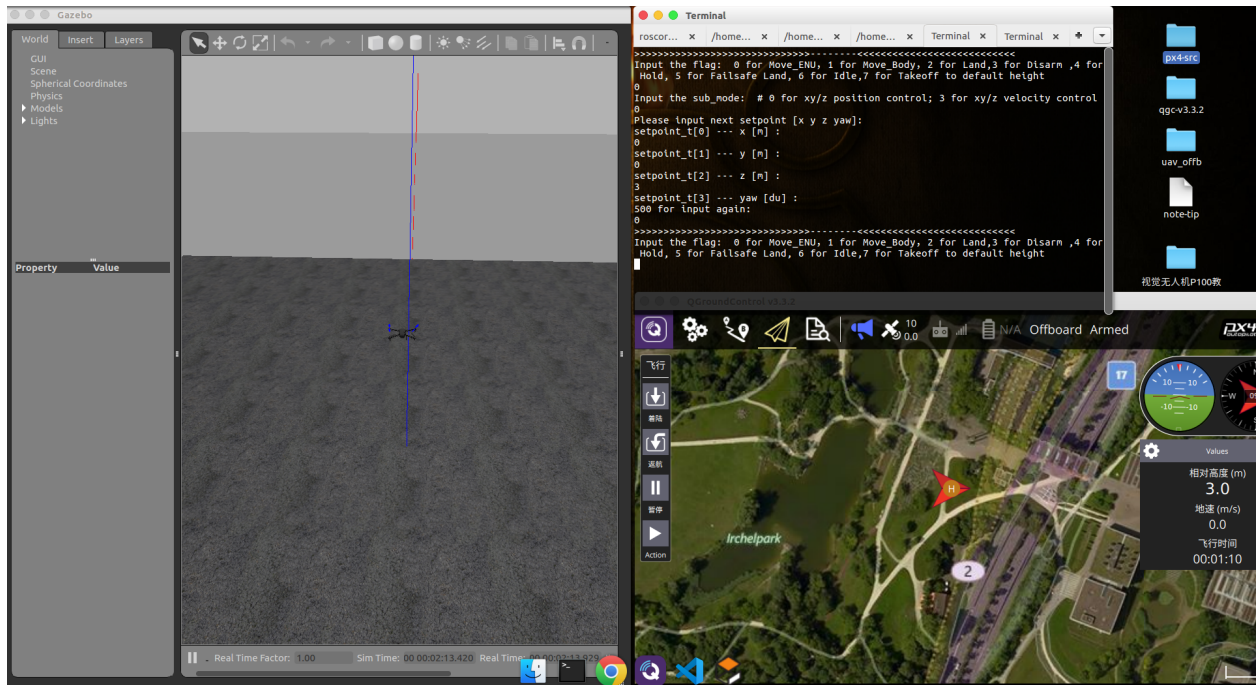 Gazebo
World Insert Layers
GUI
Scene
Spherical Coordinates
Physics
Models
Lights
Property Value
Real Time Factor: 1.00 Sim Time: 00 00:02:13.420 Real Time: 00 00:02:13.929
Terminal
roscor... × /home... × /home... × /home... × Terminal × Terminal ×
>>>>>>>>>>>>>>>>>>>>>>>>>>>>>>>--------<<<<<<<<<<<<<<<<<<<<<<<<<<<<
Input the flag: 0 for Move_ENU, 1 for Move_Body, 2 for Land,3 for Disarm ,4 for
Hold, 5 for Failsafe Land, 6 for Idle,7 for Takeoff to default height
0
Input the sub_mode: # 0 for xy/z position control; 3 for xy/z velocity control
0
Please input next setpoint [x y z yaw]:
setpoint_t[0] --- x [m] :
0
setpoint_t[1] --- y [m] :
0
setpoint_t[2] --- z [m] :
3
setpoint_t[3] --- yaw [du] :
500 for input again:
0
>>>>>>>>>>>>>>>>>>>>>>>>>>>>>>>--------<<<<<<<<<<<<<<<<<<<<<<<<<<<<
Input the flag: 0 for Move_ENU, 1 for Move_Body, 2 for Land,3 for Disarm ,4 for
Hold, 5 for Failsafe Land, 6 for Idle,7 for Takeoff to default height
px4-src
qgc-v3.3.2
uav_offb
note-tip
视觉无人机P100教
QGroundControl v3.3.2
10
0.0
N/A Offboard Armed
PX4
飞行
着陆
返航
暂停
Action
Irchelpark
H
2
17
10 10
-10 -10
W
Values
相对高度 (m)
3.0
地速 (m/s)
0.0
飞行时间
00:01:10